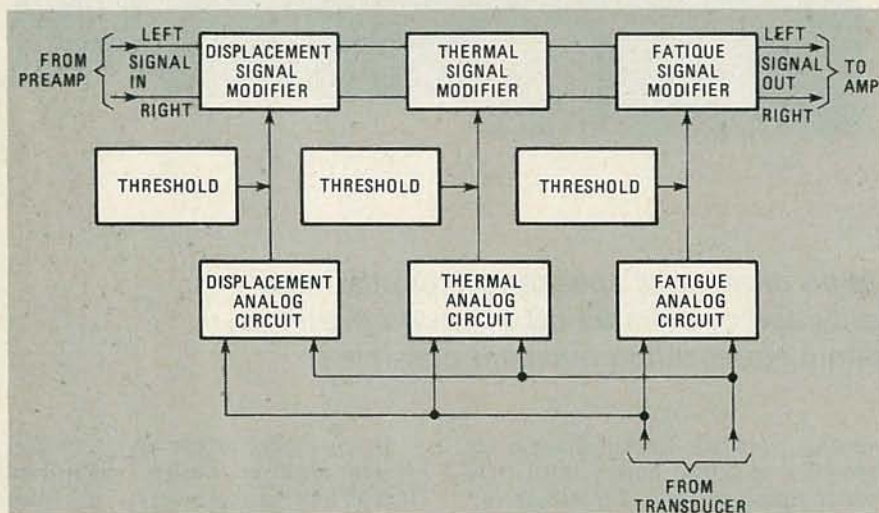 FROM
PREAMP
LEFT
SIGNAL
IN
RIGHT
DISPLACEMENT
SIGNAL
MODIFIER
THERMAL
SIGNAL
MODIFIER
FATIQUE
SIGNAL
MODIFIER
LEFT
SIGNAL
OUT
RIGHT
TO
AMP
THRESHOLD
THRESHOLD
THRESHOLD
DISPLACEMENT
ANALOG
CIRCUIT
THERMAL
ANALOG
CIRCUIT
FATIGUE
ANALOG
CIRCUIT
FROM
TRANSDUCER